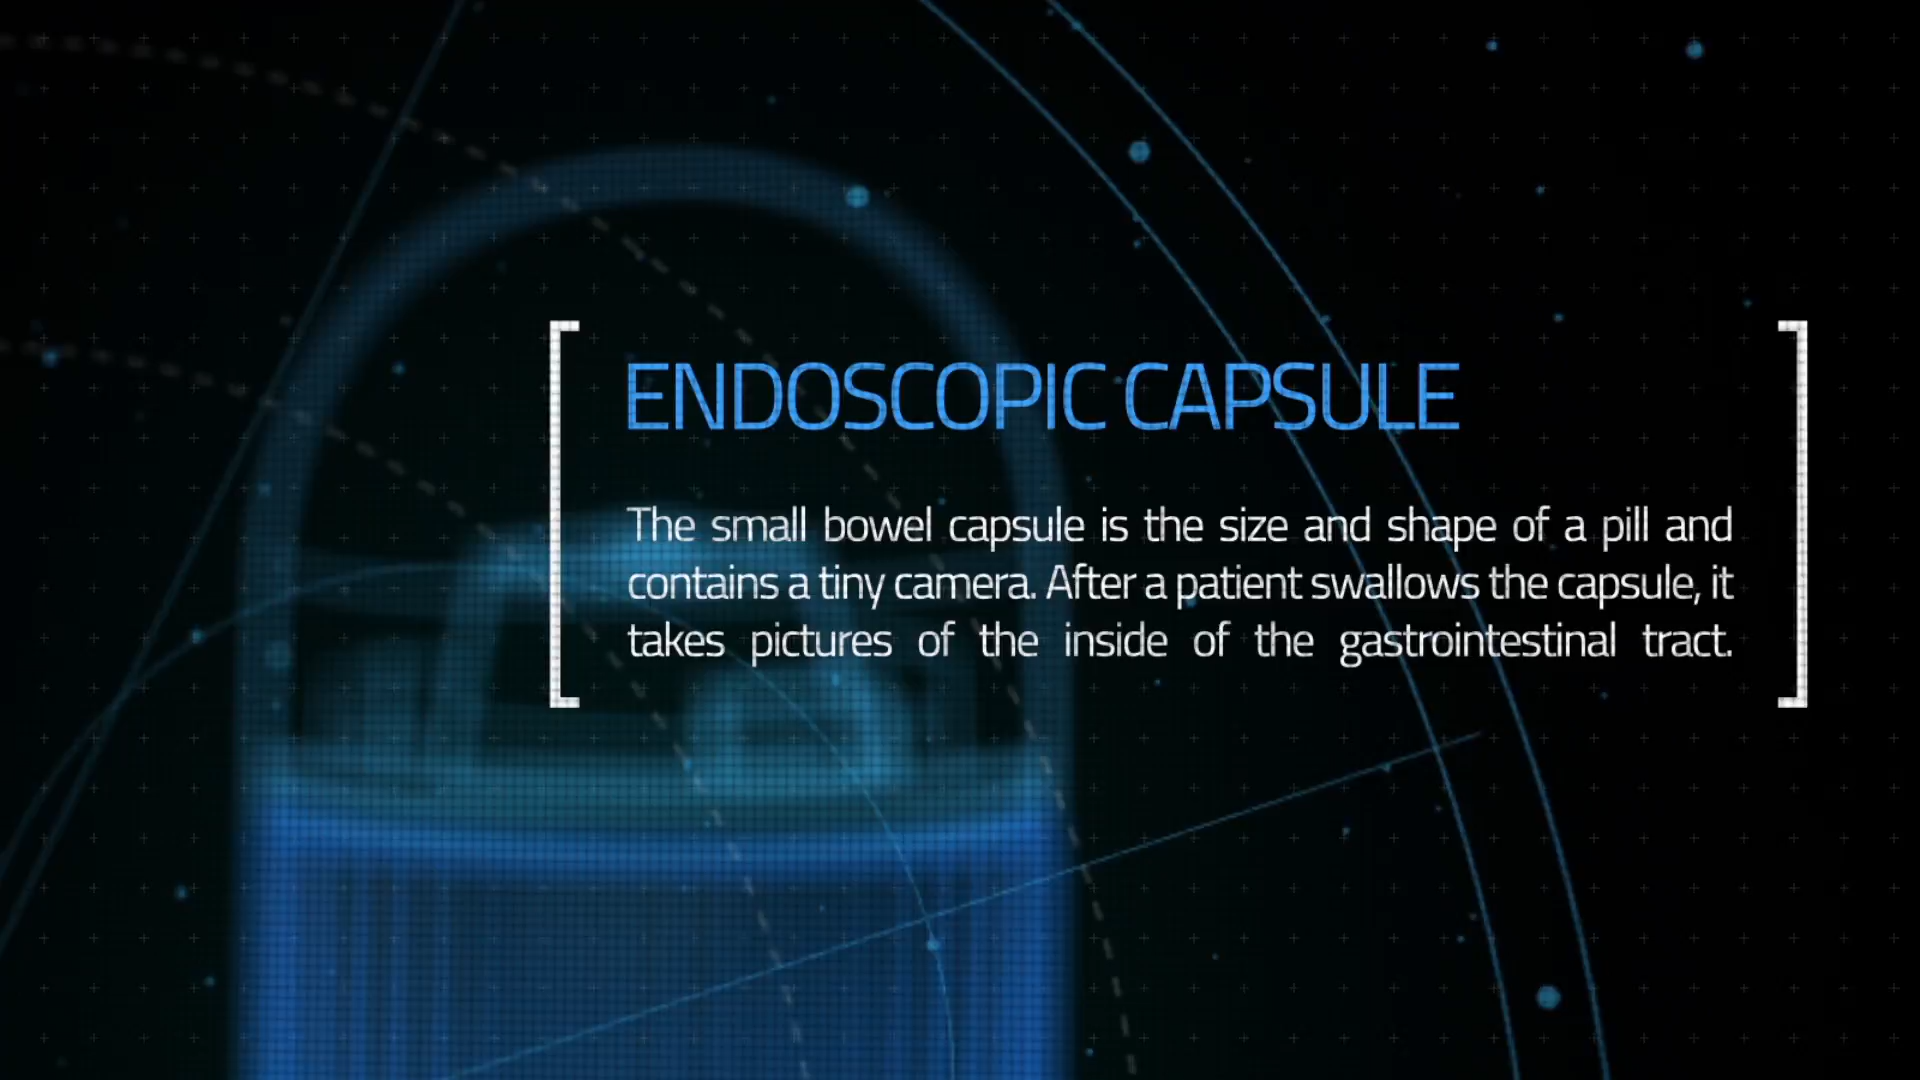 ENDOSCOPIC CAPSULE
The small bowel capsule is the size and shape of a pill and
contains a tiny camera. After a patient swallows the capsule, it
takes pictures of the inside of the gastrointestinal tract.